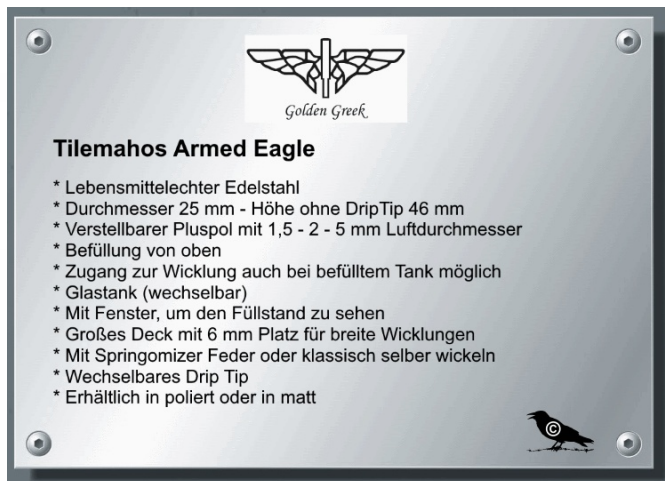 Golden Greek
Tilemahos Armed Eagle
* Lebensmittelechter Edelstahl
* Durchmesser 25 mm - Höhe ohne DripTip 46 mm
* Verstellbarer Pluspol mit 1,5 - 2 - 5 mm Luftdurchmesser
* Befüllung von oben
* Zugang zur Wicklung auch bei befülltem Tank möglich
* Glastank (wechselbar)
* Mit Fenster, um den Füllstand zu sehen
* Großes Deck mit 6 mm Platz für breite Wicklungen
* Mit Springomizer Feder oder klassisch selber wickeln
* Wechselbares Drip Tip
* Erhältlich in poliert oder in matt
©